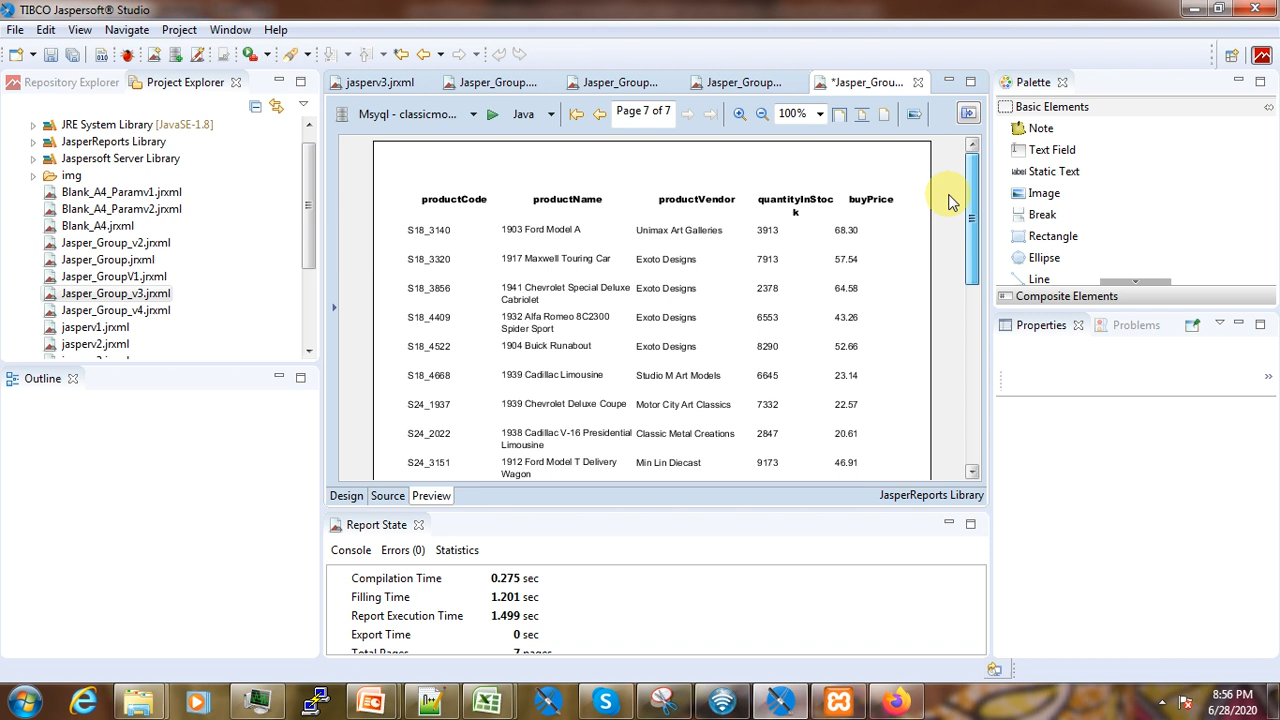 TIBCO Jaspersoft® Studio
File Edit View Navigate Project Window Help
Repository Explorer Project Explorer
JRE System Library [JavaSE-1.8]
JasperReports Library
Jaspersoft Server Library
img
Blank_A4_Paramv1.jrxml
Blank_A4_Paramv2.jrxml
Blank_A4.jrxml
Jasper_Group_v2.jrxml
Jasper_Group.jrxml
Jasper_GroupV1.jrxml
Jasper_Group_v3.jrxml
Jasper_Group_v4.jrxml
jasperv1.jrxml
jasperv2.jrxml
Outline
jasperv3.jrxml Jasper_Group.... Jasper_Group... Jasper_Group... *Jasper_Grou...
Mysql - classicmo... Java Page 7 of 7 100%
productCode productName productVendor quantityInStoc buyPrice
k
S18_3140 1903 Ford Model A Unimax Art Galleries 3913 68.30
S18_3320 1917 Maxwell Touring Car Exoto Designs 7913 57.54
S18_3856 1941 Chevrolet Special Deluxe Exoto Designs 2378 64.58
Cabriolet
S18_4409 1932 Alfa Romeo 8C2300 Exoto Designs 6553 43.26
Spider Sport
S18_4522 1904 Buick Runabout Exoto Designs 8290 52.66
S18_4668 1939 Cadillac Limousine Studio M Art Models 6645 23.14
S24_1937 1939 Chevrolet Deluxe Coupe Motor City Art Classics 7332 22.57
S24_2022 1938 Cadillac V-16 Presidential Classic Metal Creations 2847 20.61
Limousine
S24_3151 1912 Ford Model T Delivery Min Lin Diecast 9173 46.91
Wagon
Design Source Preview JasperReports Library
Report State
Console Errors (0) Statistics
Compilation Time 0.275 sec
Filling Time 1.201 sec
Report Execution Time 1.499 sec
Export Time 0 sec
Total Pages 7 pages
Palette
Basic Elements
Note
Text Field
label Static Text
Image
Break
Rectangle
Ellipse
Line
Composite Elements
Properties Problems
8:56 PM
6/28/2020